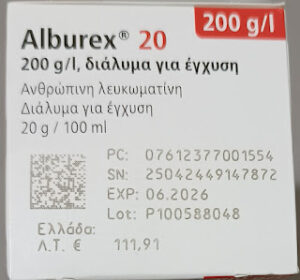 200 g/l
Alburex® 20
200 g/l, διάλυμα για έγχυση
Ανθρώπινη λευκωματίνη
Διάλυμα για έγχυση
20 g / 100 ml
PC: 07612377001554
SN: 25042449147872
EXP: 06.2026
Lot: P100588048
Ελλάδα:
Λ.Τ. € 111,91